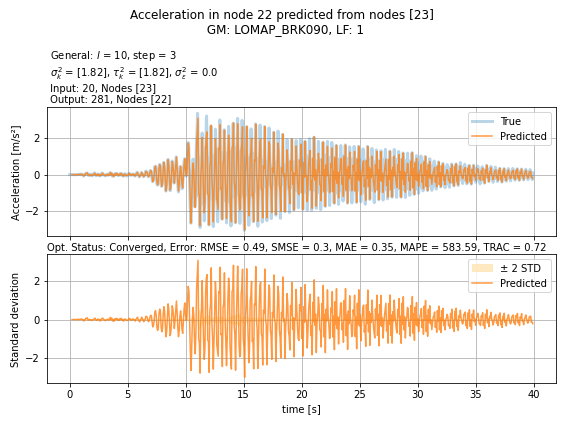 Acceleration in node 22 predicted from nodes [23]
GM: LOMAP_BRK090, LF: 1
General: l = 10, step = 3
σ²ₖ = [1.82], τ²ₖ = [1.82], σ²ε = 0.0
Input: 20, Nodes [23]
Output: 281, Nodes [22]
Acceleration [m/s²]
2
0
−2
True
Predicted
Opt. Status: Converged, Error: RMSE = 0.49, SMSE = 0.3, MAE = 0.35, MAPE = 583.59, TRAC = 0.72
Standard deviation
2
0
−2
± 2 STD
Predicted
0 5 10 15 20 25 30 35 40
time [s]